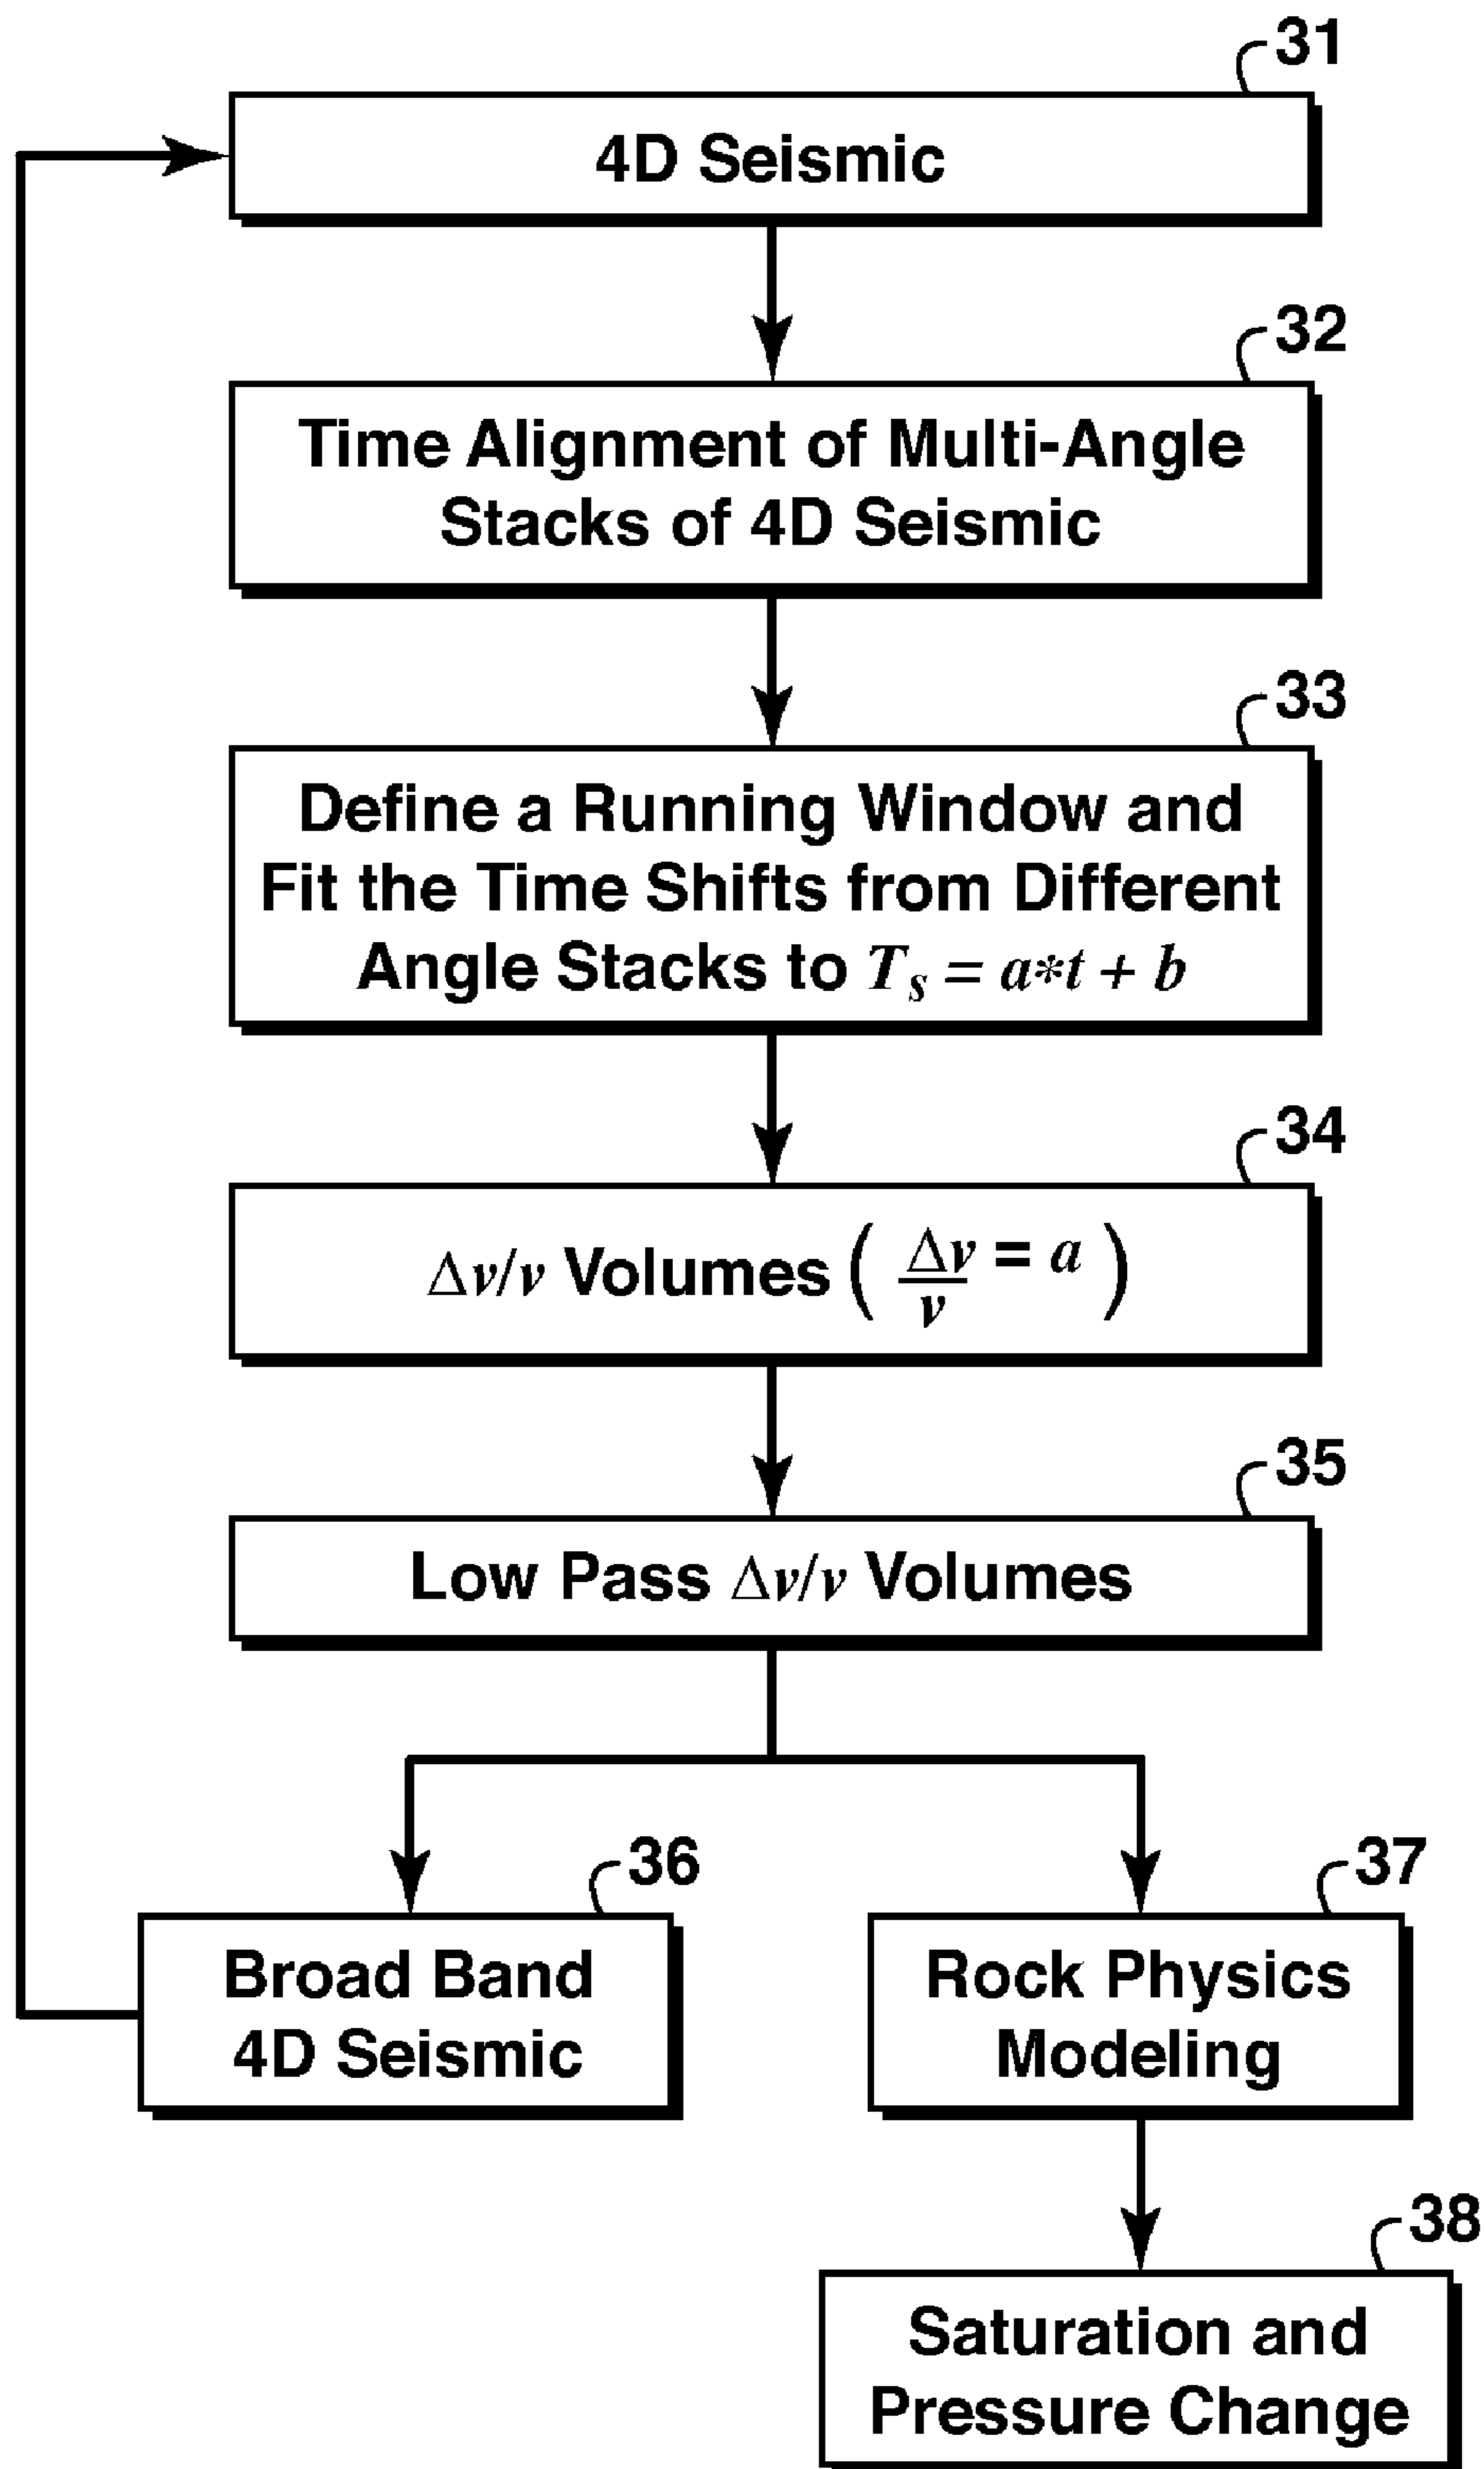 31
4D Seismic
32
Time Alignment of Multi-Angle
Stacks of 4D Seismic
33
Define a Running Window and
Fit the Time Shifts from Different
Angle Stacks to Ts = a*t + b
34
Δv/v Volumes ( Δv/v = a )
35
Low Pass Δv/v Volumes
36
Broad Band
4D Seismic
37
Rock Physics
Modeling
38
Saturation and
Pressure Change